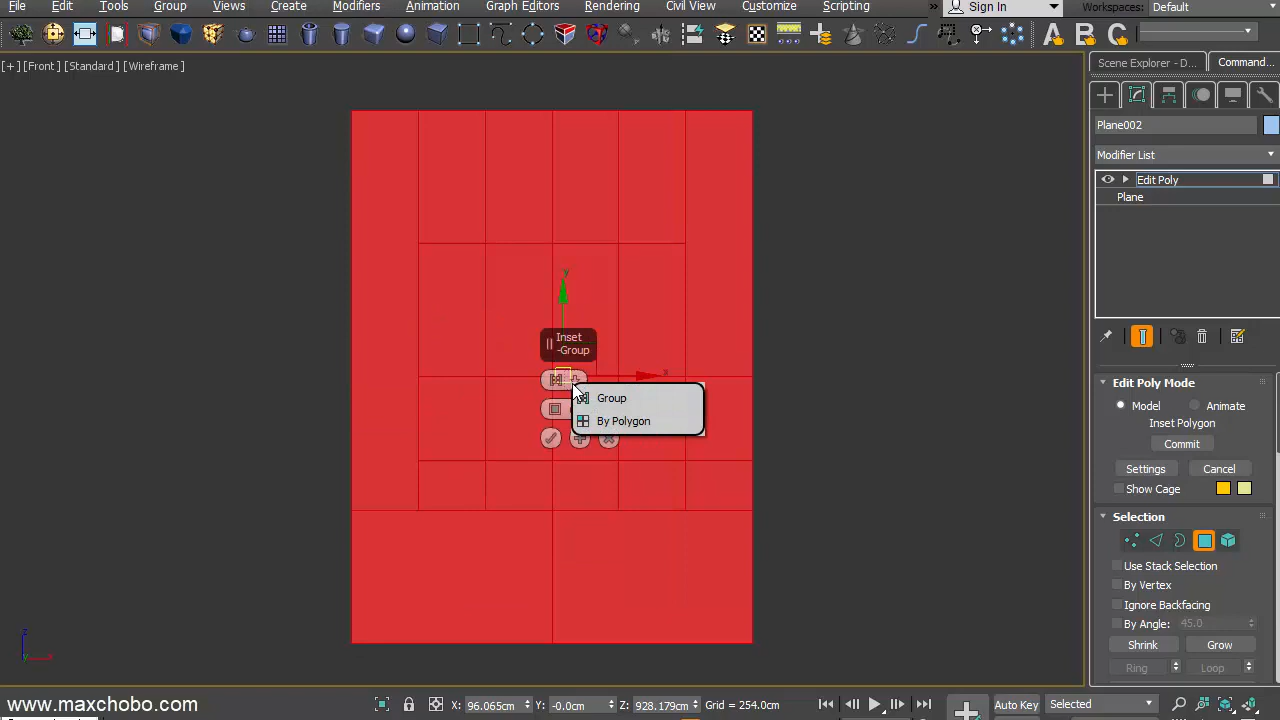 File Edit Tools Group Views Create Modifiers Animation Graph Editors Rendering Civil View Customize Scripting » Sign In Workspaces: Default
[+] [Front] [Standard] [Wireframe]
Scene Explorer - D... Command...
Plane002
Modifier List
Edit Poly
Plane
y
Inset
-Group
x
Group
By Polygon
Edit Poly Mode
Model Animate
Inset Polygon
Commit
Settings Cancel
Show Cage
Selection
Use Stack Selection
By Vertex
Ignore Backfacing
By Angle: 45.0
Shrink Grow
Ring Loop
z
x
www.maxchobo.com
X: 96.065cm Y: -0.0cm Z: 928.179cm Grid = 254.0cm Auto Key Selected